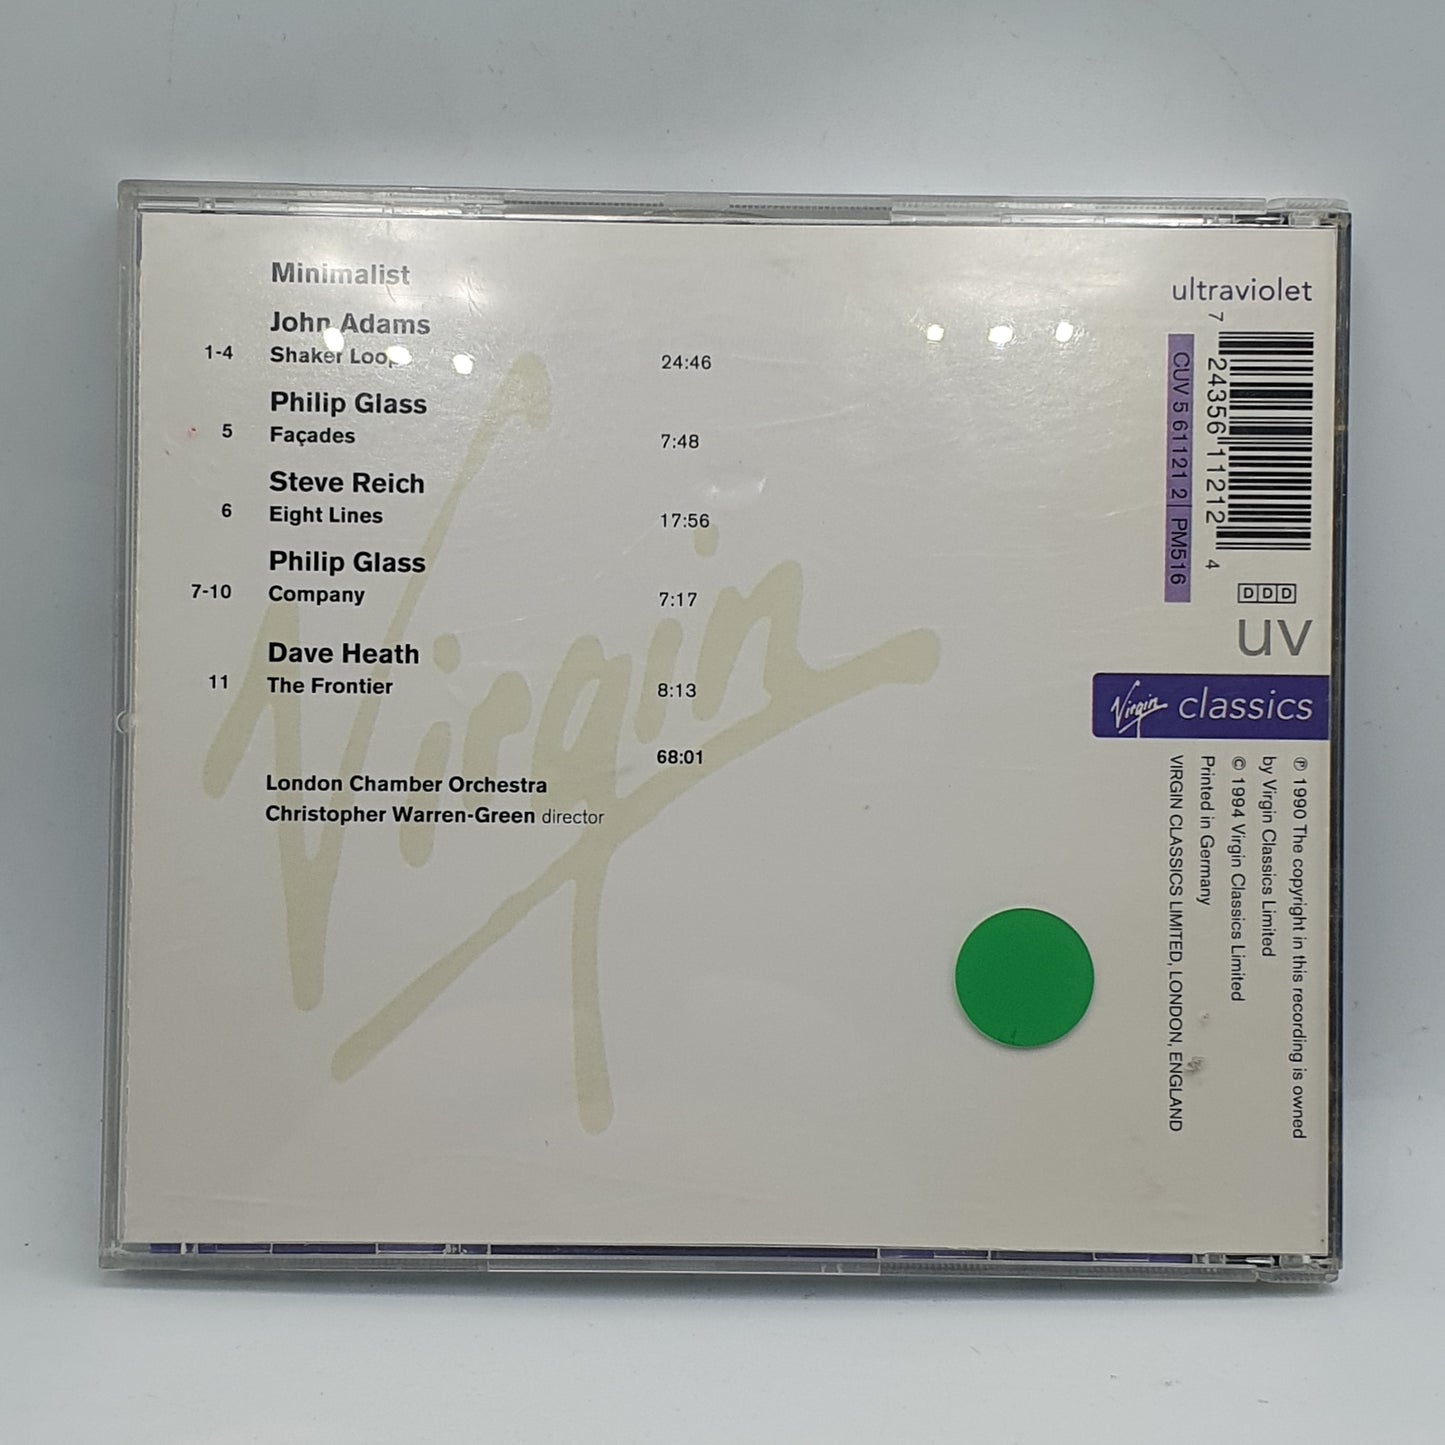 Minimalist
John Adams
1-4 Shaker Loops 24:46
Philip Glass
5 Façades 7:48
Steve Reich
6 Eight Lines 17:56
Philip Glass
7-10 Company 7:17
Dave Heath
11 The Frontier 8:13
68:01
London Chamber Orchestra
Christopher Warren-Green director
Virgin
ultraviolet
7 24356 11212 4
CUV 5 61121 2 PM516
DDD
uv
Virgin classics
℗ 1990 The copyright in this recording is owned
by Virgin Classics Limited
© 1994 Virgin Classics Limited
Printed in Germany
VIRGIN CLASSICS LIMITED, LONDON, ENGLAND